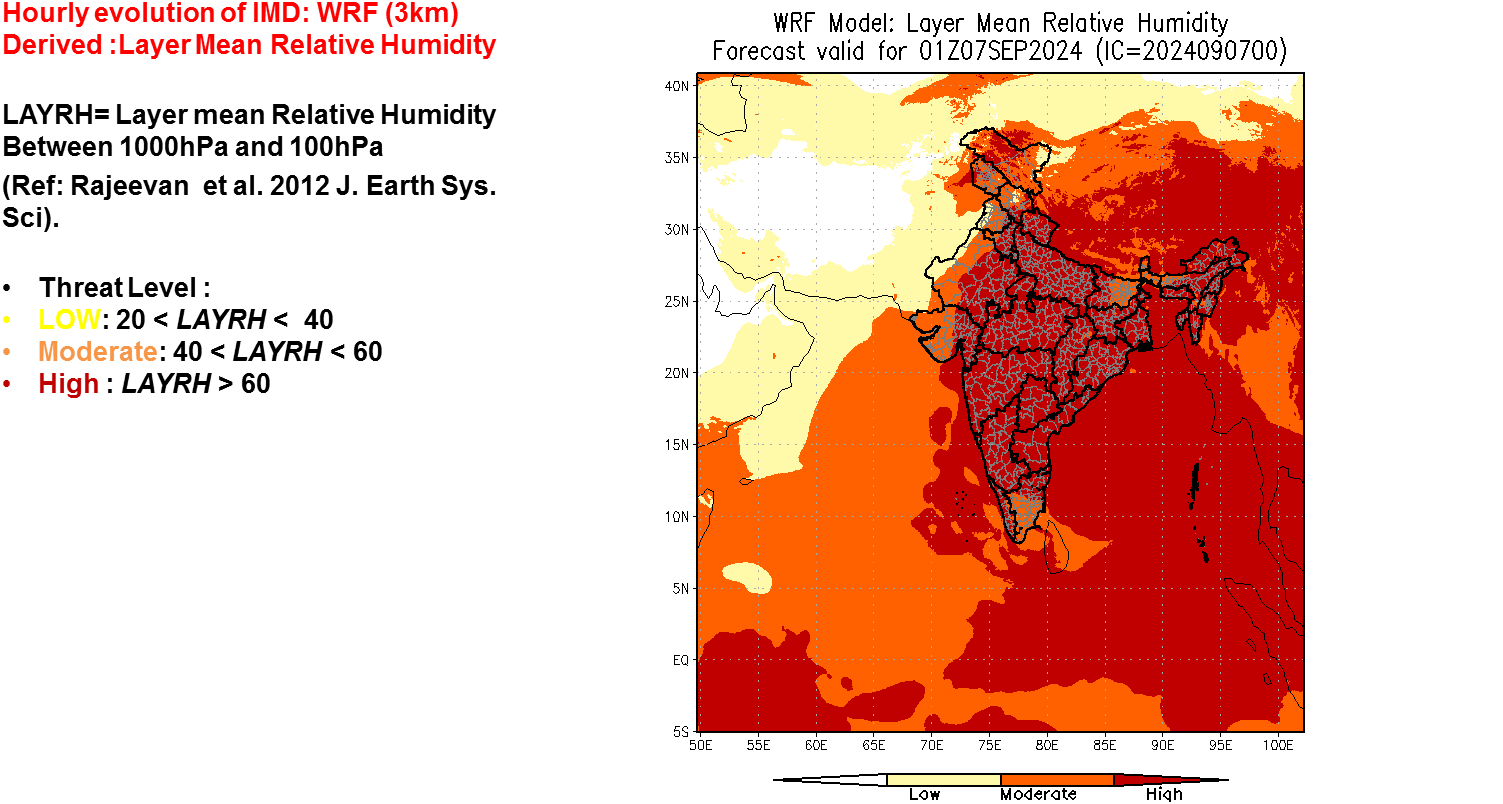 Hourly evolution of IMD: WRF (3km)
Derived :Layer Mean Relative Humidity
LAYRH= Layer mean Relative Humidity
Between 1000hPa and 100hPa
(Ref: Rajeevan et al. 2012 J. Earth Sys.
Sci).
• Threat Level :
• LOW: 20 < LAYRH < 40
• Moderate: 40 < LAYRH < 60
• High : LAYRH > 60
WRF Model: Layer Mean Relative Humidity
Forecast valid for 01Z07SEP2024 (IC=2024090700)
40N
35N
30N
25N
20N
15N
10N
5N
EQ
5S
50E 55E 60E 65E 70E 75E 80E 85E 90E 95E 100E
Low Moderate High